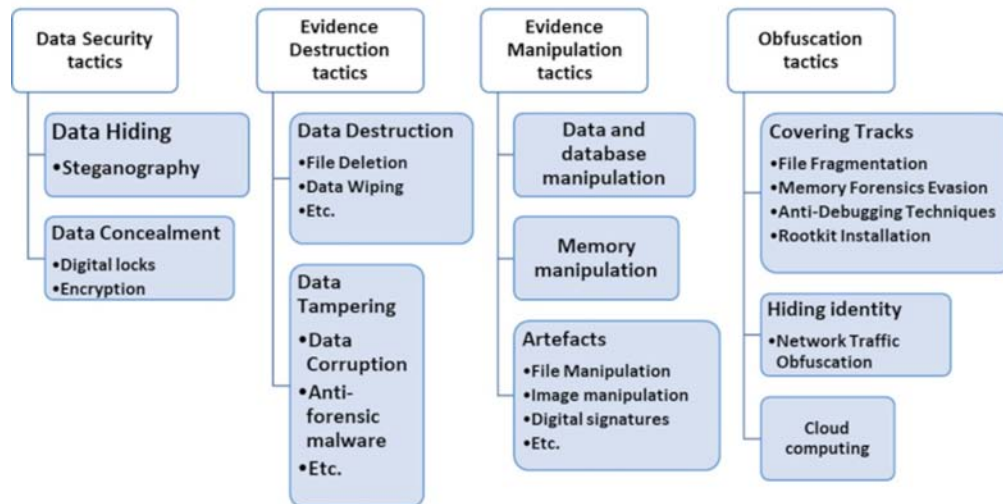 Data Security
tactics
Data Hiding
•Steganography
Data Concealment
•Digital locks
•Encryption
Evidence
Destruction
tactics
Data Destruction
•File Deletion
•Data Wiping
•Etc.
Data
Tampering
•Data
Corruption
•Anti-
forensic
malware
•Etc.
Evidence
Manipulation
tactics
Data and
database
manipulation
Memory
manipulation
Artefacts
•File Manipulation
•Image manipulation
•Digital signatures
•Etc.
Obfuscation
tactics
Covering Tracks
•File Fragmentation
•Memory Forensics Evasion
•Anti-Debugging Techniques
•Rootkit Installation
Hiding identity
•Network Traffic
Obfuscation
Cloud
computing